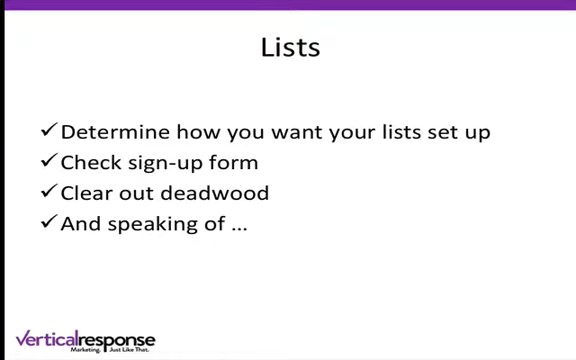 Lists
✓Determine how you want your lists set up
✓Check sign-up form
✓Clear out deadwood
✓And speaking of ...
verticalresponse
Marketing. Just Like That.